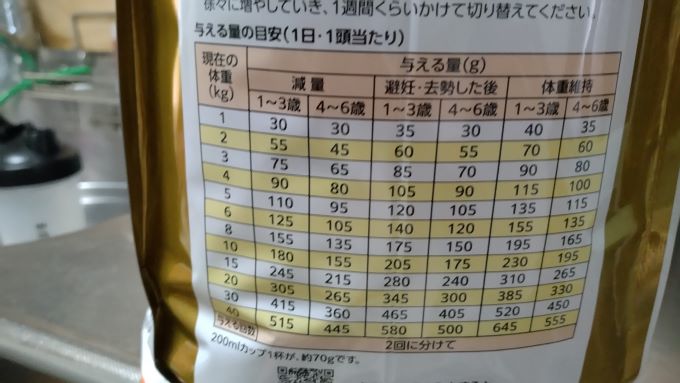 徐々に増やしていき、1週間くらいかけて切り替えてください。
与える量の目安(1日・1頭当たり)
現在の体重(kg) 与える量(g)
減量 避妊・去勢した後 体重維持
1〜3歳 4〜6歳 1〜3歳 4〜6歳 1〜3歳 4〜6歳
1 30 30 35 30 40 35
2 55 45 60 55 70 60
3 75 65 85 70 90 80
4 90 80 105 90 115 100
5 110 95 120 105 135 115
6 125 105 140 120 155 135
8 155 135 175 150 195 165
10 180 155 205 175 230 195
15 245 215 280 240 310 265
20 305 265 345 300 385 330
30 415 360 465 405 520 450
40 515 445 580 500 645 555
与える回数 2回に分けて
200mlカップ1杯が、約70gです。